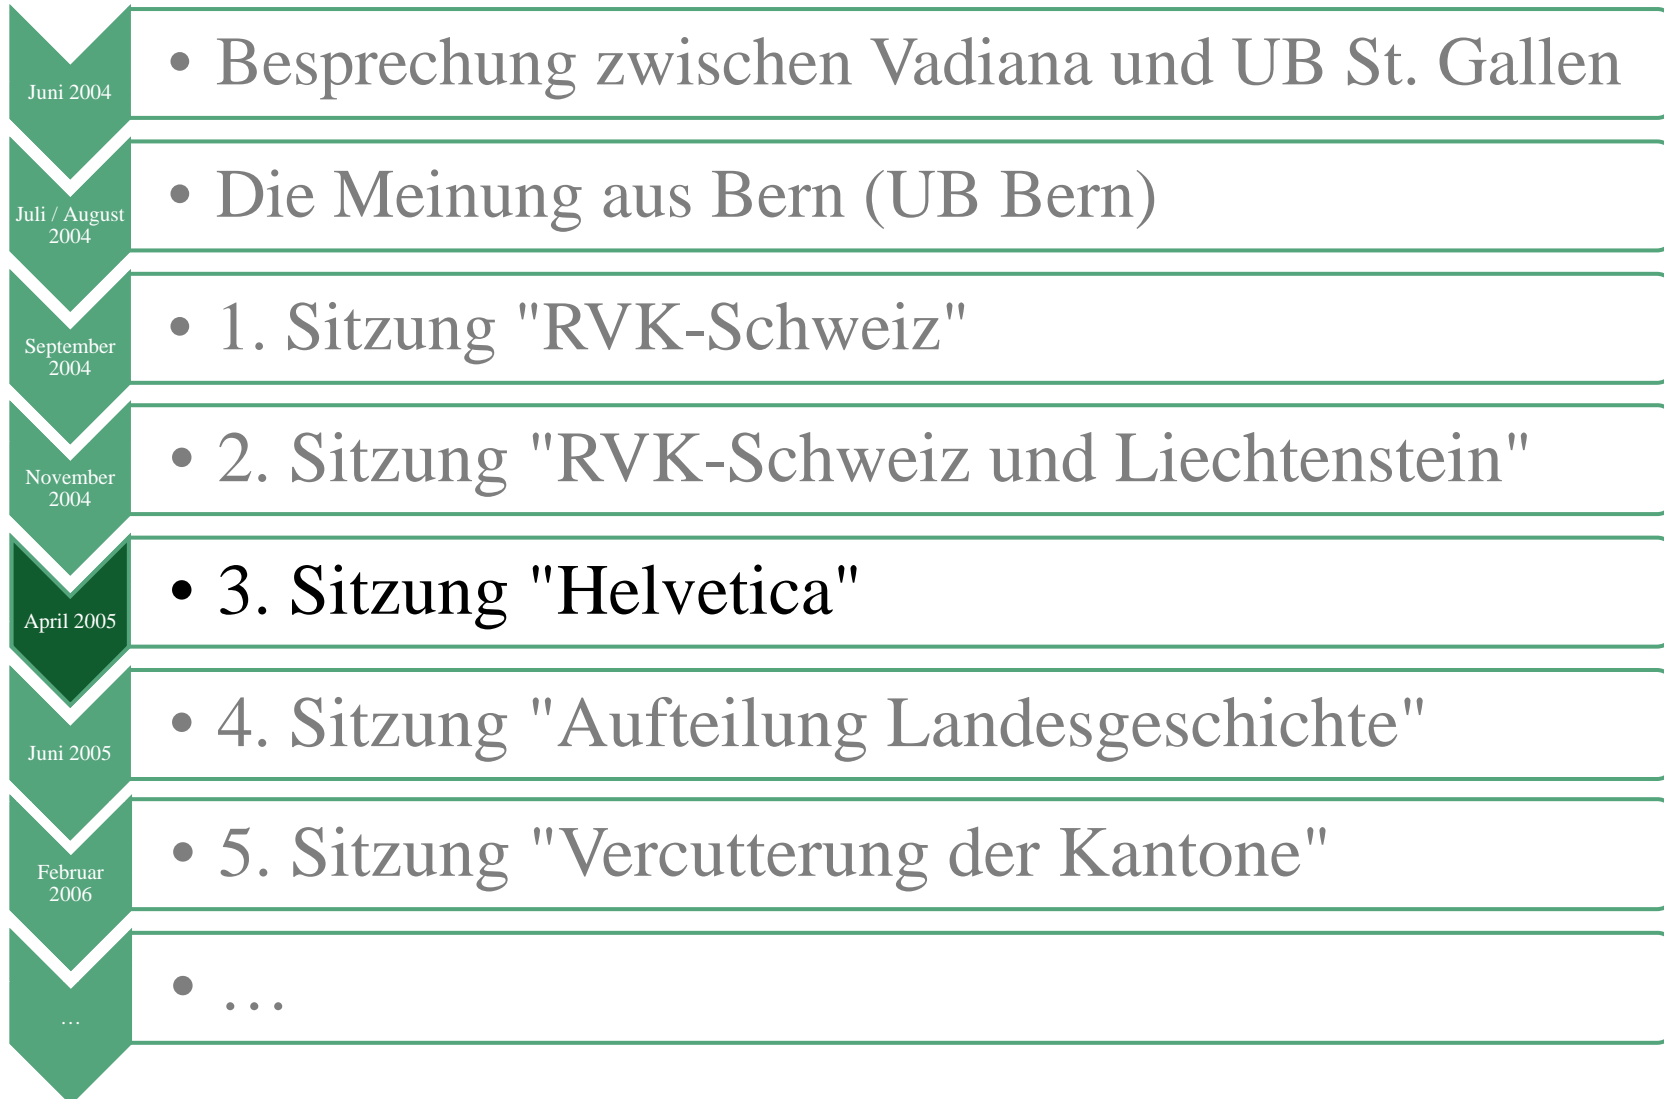 Juni 2004
• Besprechung zwischen Vadiana und UB St. Gallen
Juli / August
2004
• Die Meinung aus Bern (UB Bern)
September
2004
• 1. Sitzung "RVK-Schweiz"
November
2004
• 2. Sitzung "RVK-Schweiz und Liechtenstein"
April 2005
• 3. Sitzung "Helvetica"
Juni 2005
• 4. Sitzung "Aufteilung Landesgeschichte"
Februar
2006
• 5. Sitzung "Vercutterung der Kantone"
…
• …